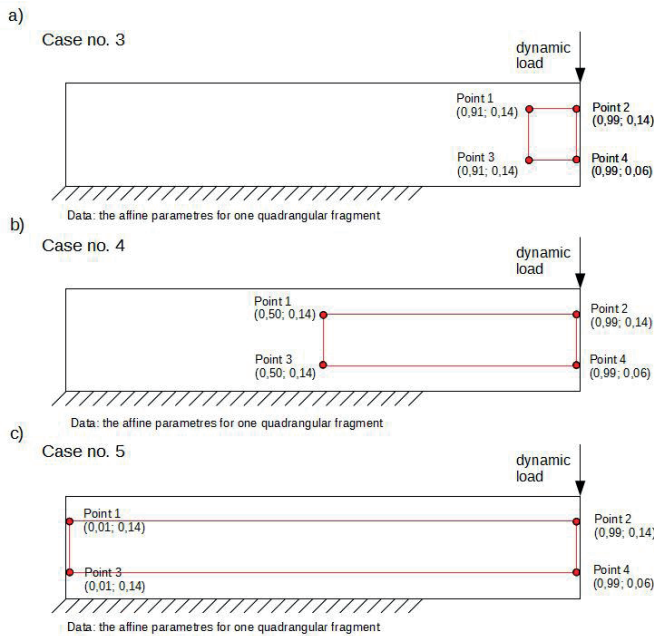 a)
Case no. 3
dynamic
load
Point 1
(0,91; 0,14)
Point 2
(0,99; 0,14)
Point 3
(0,91; 0,14)
Point 4
(0,99; 0,06)
Data: the affine parametres for one quadrangular fragment
b)
Case no. 4
dynamic
load
Point 1
(0,50; 0,14)
Point 2
(0,99; 0,14)
Point 3
(0,50; 0,14)
Point 4
(0,99; 0,06)
Data: the affine parametres for one quadrangular fragment
c)
Case no. 5
dynamic
load
Point 1
(0,01; 0,14)
Point 2
(0,99; 0,14)
Point 3
(0,01; 0,14)
Point 4
(0,99; 0,06)
Data: the affine parametres for one quadrangular fragment